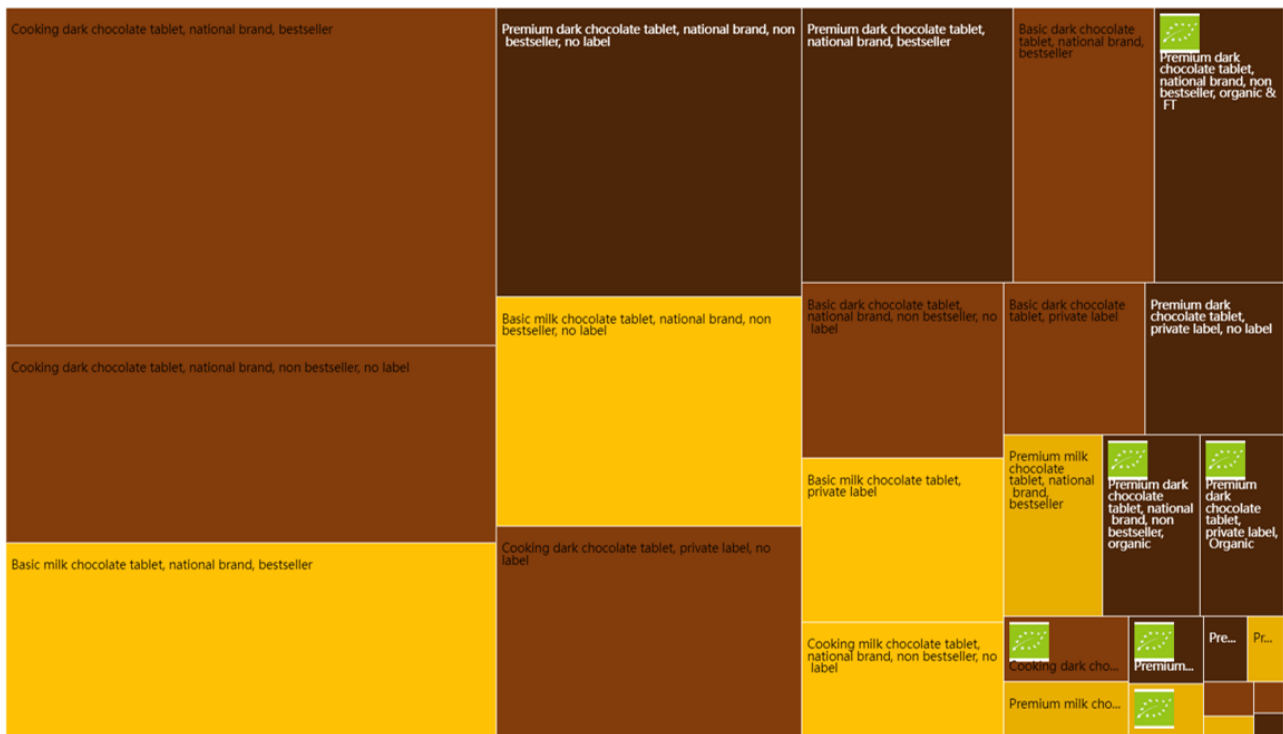 Cooking dark chocolate tablet, national brand, bestseller
Cooking dark chocolate tablet, national brand, non bestseller, no label
Basic milk chocolate tablet, national brand, bestseller
Premium dark chocolate tablet, national brand, non
bestseller, no label
Basic milk chocolate tablet, national brand, non
bestseller, no label
Cooking dark chocolate tablet, private label, no
label
Premium dark chocolate tablet,
national brand, bestseller
Basic dark chocolate
tablet, national brand,
bestseller
Premium dark
chocolate tablet,
national brand, non
bestseller, organic &
FT
Basic dark chocolate tablet,
national brand, non bestseller, no
label
Basic dark chocolate
tablet, private label
Premium dark
chocolate tablet,
private label, no label
Basic milk chocolate tablet,
private label
Premium milk
chocolate
tablet, national
brand,
bestseller
Premium dark
chocolate
tablet, national
brand, non
bestseller,
organic
Premium
dark
chocolate
tablet,
private label,
Organic
Cooking milk chocolate tablet,
national brand, non bestseller, no
label
Cooking dark cho...
Premium...
Pre...
Pr...
Premium milk cho...